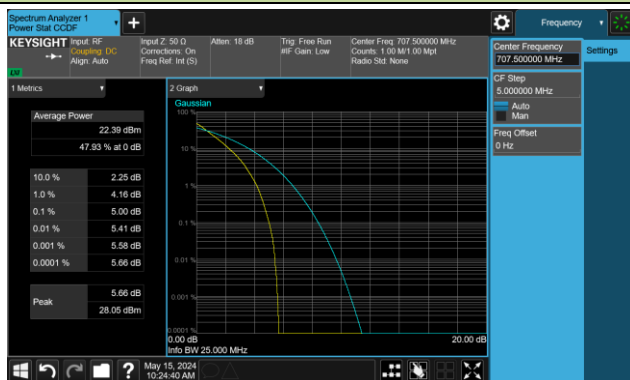 Spectrum Analyzer 1
Power Stat CCDF
Frequency
KEYSIGHT
Input: RF
Coupling: DC
Align: Auto
Input Z: 50 Ω
Corrections: On
Freq Ref: Int (S)
Atten: 18 dB
Trig: Free Run
#IF Gain: Low
Center Freq: 707.500000 MHz
Counts: 1.00 M/1.00 Mpt
Radio Std: None
Center Frequency
707.500000 MHz
Settings
CF Step
5.000000 MHz
Auto
Man
Freq Offset
0 Hz
1 Metrics
Average Power
22.39 dBm
47.93 % at 0 dB
10.0 % 2.25 dB
1.0 % 4.16 dB
0.1 % 5.00 dB
0.01 % 5.41 dB
0.001 % 5.58 dB
0.0001 % 5.66 dB
Peak
5.66 dB
28.05 dBm
2 Graph
Gaussian
100 %
10 %
1 %
0.1 %
0.01 %
0.001 %
0.0001 %
0.00 dB
20.00 dB
Info BW 25.000 MHz
?
May 15, 2024
10:24:40 AM